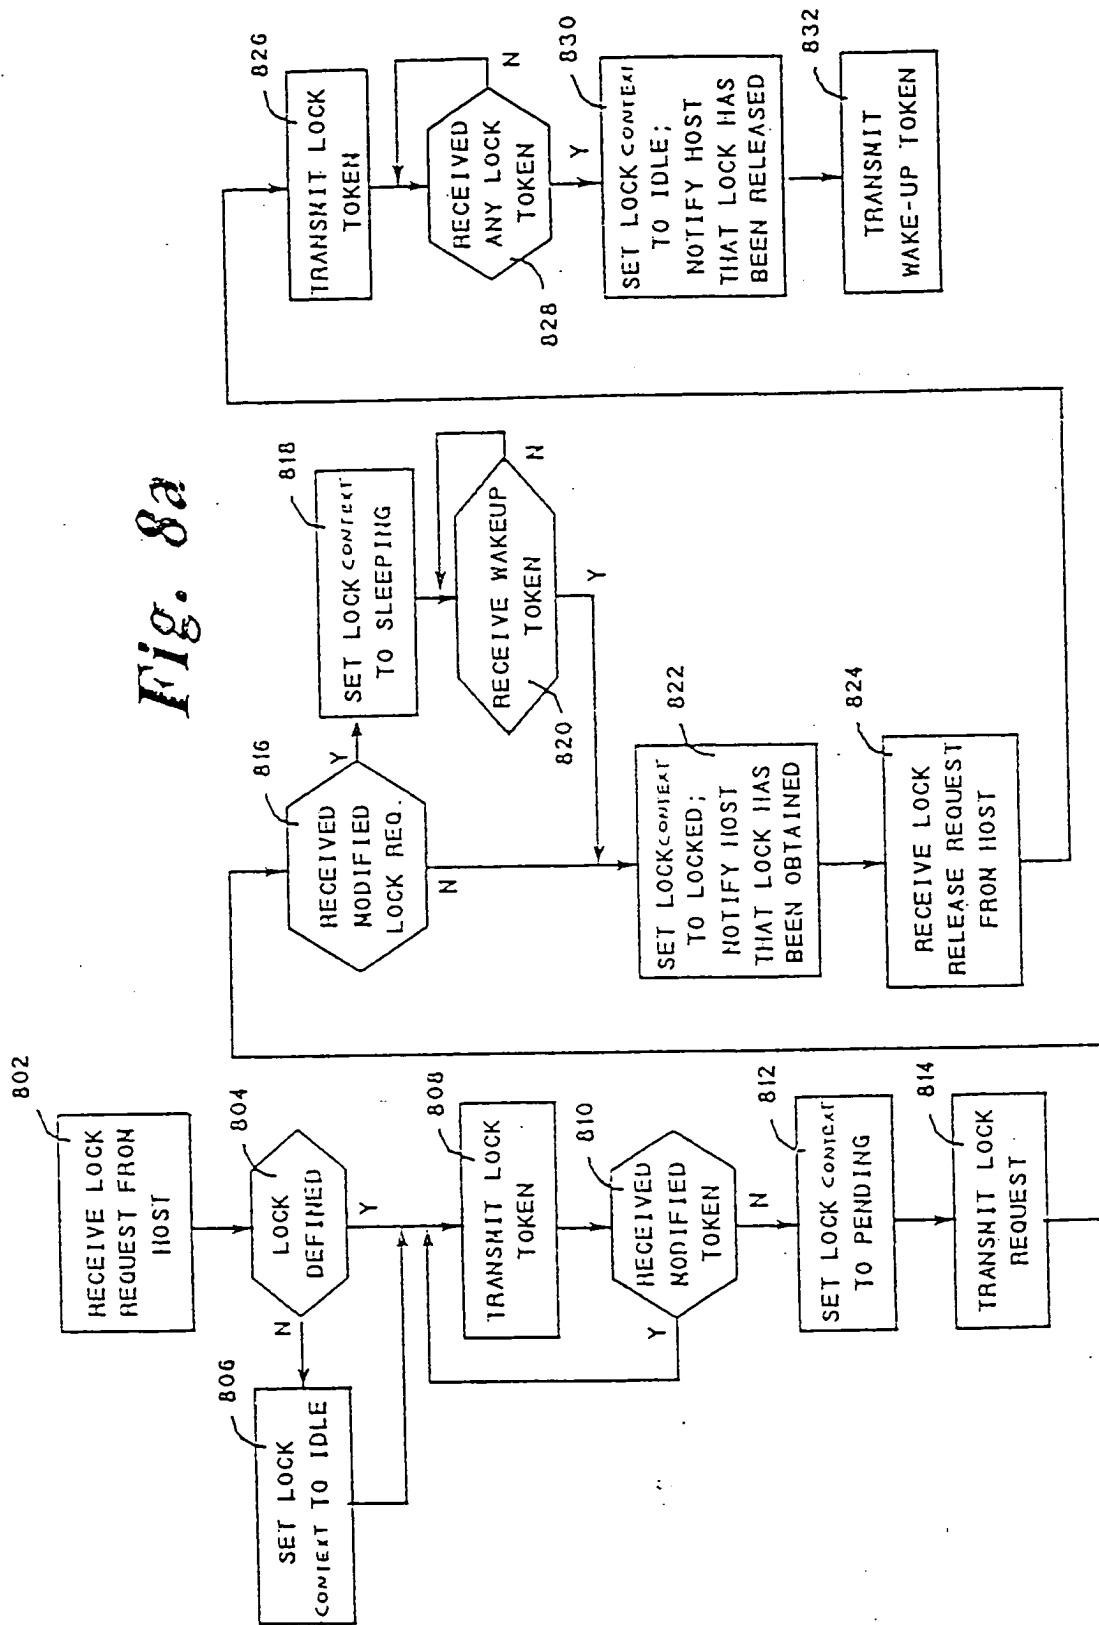 Fig. 8a
802
RECEIVE LOCK
REQUEST FROM
HOST
804
LOCK
DEFINED
N
Y
806
SET LOCK
CONTEXT TO IDLE
808
TRANSMIT LOCK
TOKEN
810
RECEIVED
MODIFIED
TOKEN
Y
N
812
SET LOCK CONTEXT
TO PENDING
814
TRANSMIT LOCK
REQUEST
816
RECEIVED
MODIFIED
LOCK REQ.
Y
N
818
SET LOCK CONTEXT
TO SLEEPING
820
RECEIVE WAKEUP
TOKEN
N
Y
822
SET LOCK CONTEXT
TO LOCKED;
NOTIFY HOST
THAT LOCK HAS
BEEN OBTAINED
824
RECEIVE LOCK
RELEASE REQUEST
FROM HOST
826
TRANSMIT LOCK
TOKEN
828
RECEIVED
ANY LOCK
TOKEN
N
Y
830
SET LOCK CONTEXT
TO IDLE;
NOTIFY HOST
THAT LOCK HAS
BEEN RELEASED
832
TRANSMIT
WAKE-UP TOKEN